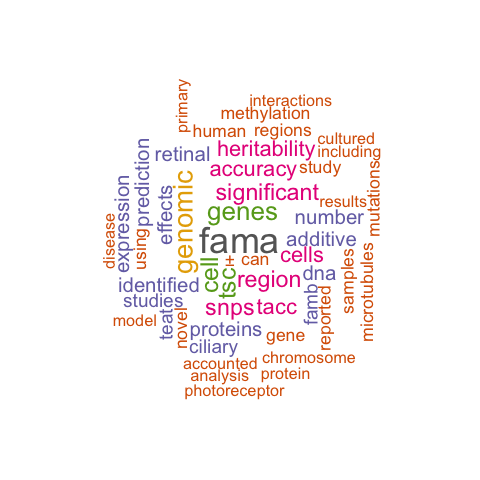 primary
interactions
methylation
human
regions
cultured
retinal
heritability
including
accuracy
study
mutations
prediction
expression
effects
genomic
significant
results
genes
number
disease
using
fama
additive
cell
tsc
±
can
cells
dna
region
identified
studies
teat
novel
snps
tacc
famb
reported
samples
microtubules
model
proteins
gene
ciliary
chromosome
accounted
protein
analysis
photoreceptor